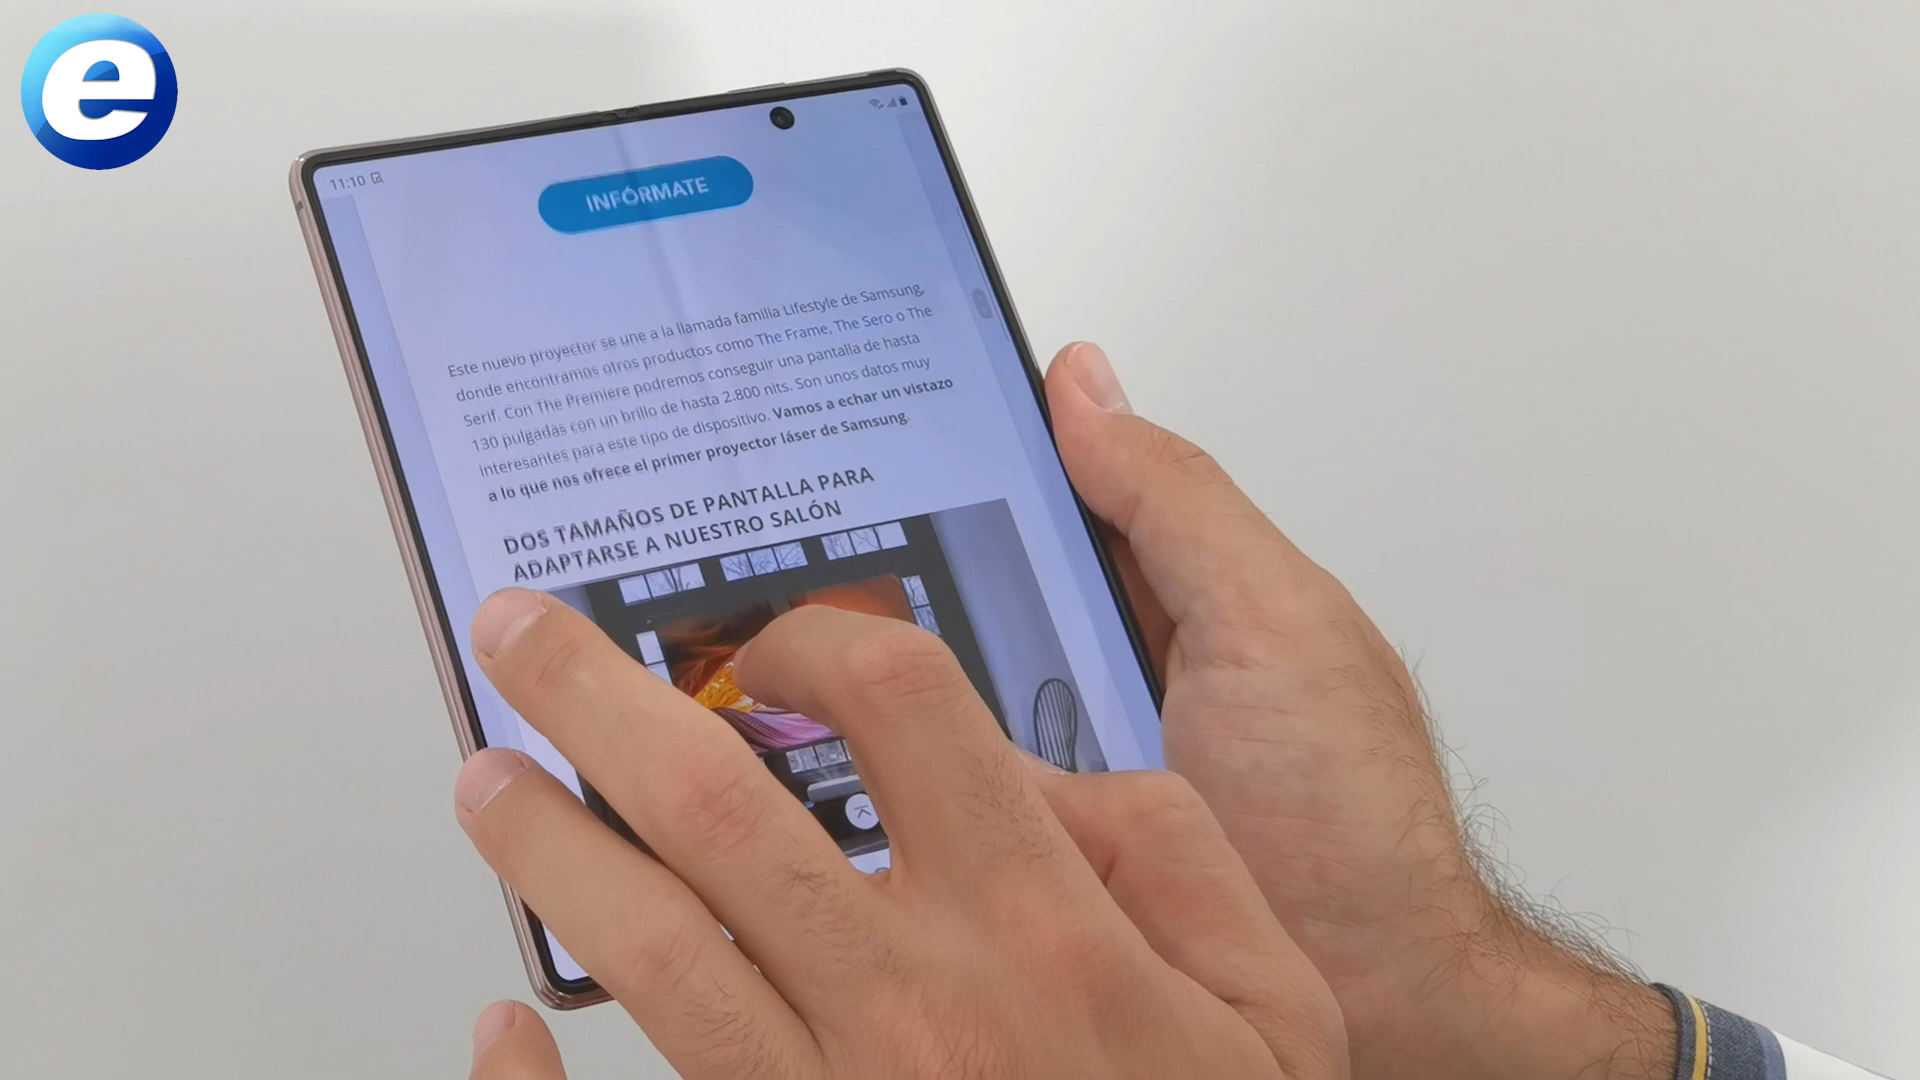 e
11:10
INFÓRMATE
Este nuevo proyector se une a la llamada familia Lifestyle de Samsung,
donde encontramos otros productos como The Frame, The Sero o The
Serif. Con The Premiere podremos conseguir una pantalla de hasta
130 pulgadas con un brillo de hasta 2.800 nits. Son unos datos muy
interesantes para este tipo de dispositivo. Vamos a echar un vistazo
a lo que nos ofrece el primer proyector láser de Samsung.
DOS TAMAÑOS DE PANTALLA PARA
ADAPTARSE A NUESTRO SALÓN